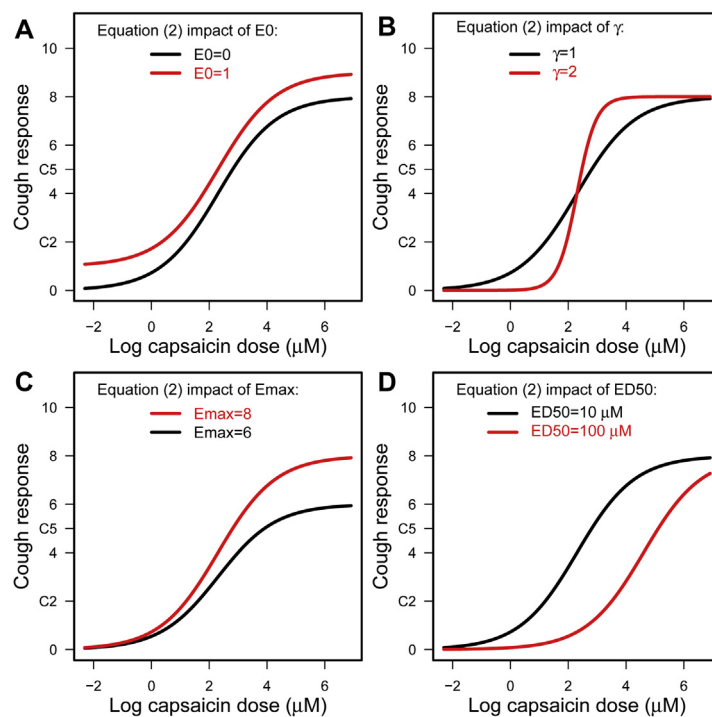 A
Equation (2) impact of E0:
E0=0
E0=1
10
8
6
C5
4
C2
0
Cough response
−2 0 2 4 6
Log capsaicin dose (μM)
B
Equation (2) impact of γ:
γ=1
γ=2
10
8
6
C5
4
C2
0
Cough response
−2 0 2 4 6
Log capsaicin dose (μM)
C
Equation (2) impact of Emax:
Emax=8
Emax=6
10
8
6
C5
4
C2
0
Cough response
−2 0 2 4 6
Log capsaicin dose (μM)
D
Equation (2) impact of ED50:
ED50=10 μM
ED50=100 μM
10
8
6
C5
4
C2
0
Cough response
−2 0 2 4 6
Log capsaicin dose (μM)